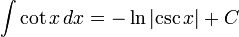 ∫ cot x dx = − ln |csc x| + C